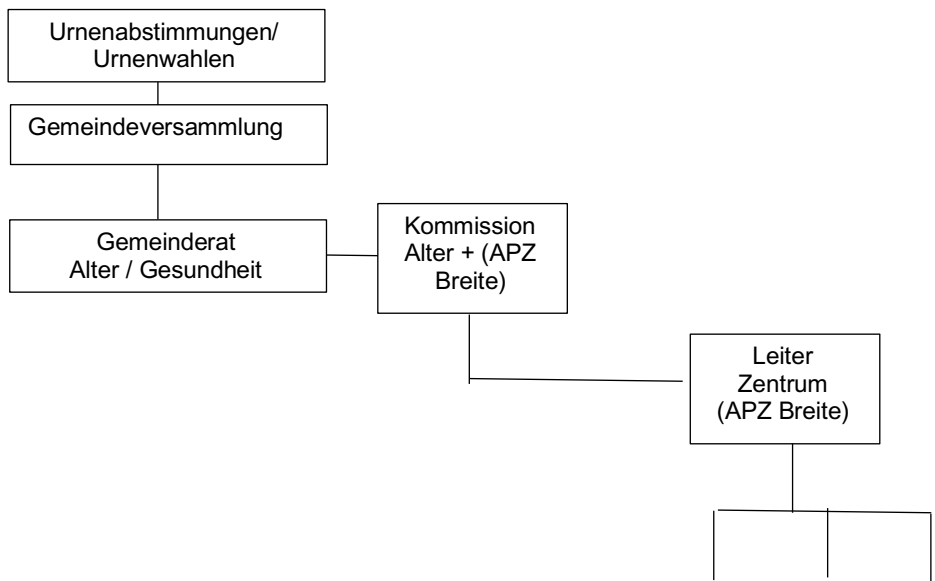 Urnenabstimmungen/
Urnenwahlen
Gemeindeversammlung
Gemeinderat
Alter / Gesundheit
Kommission
Alter + (APZ
Breite)
Leiter
Zentrum
(APZ Breite)